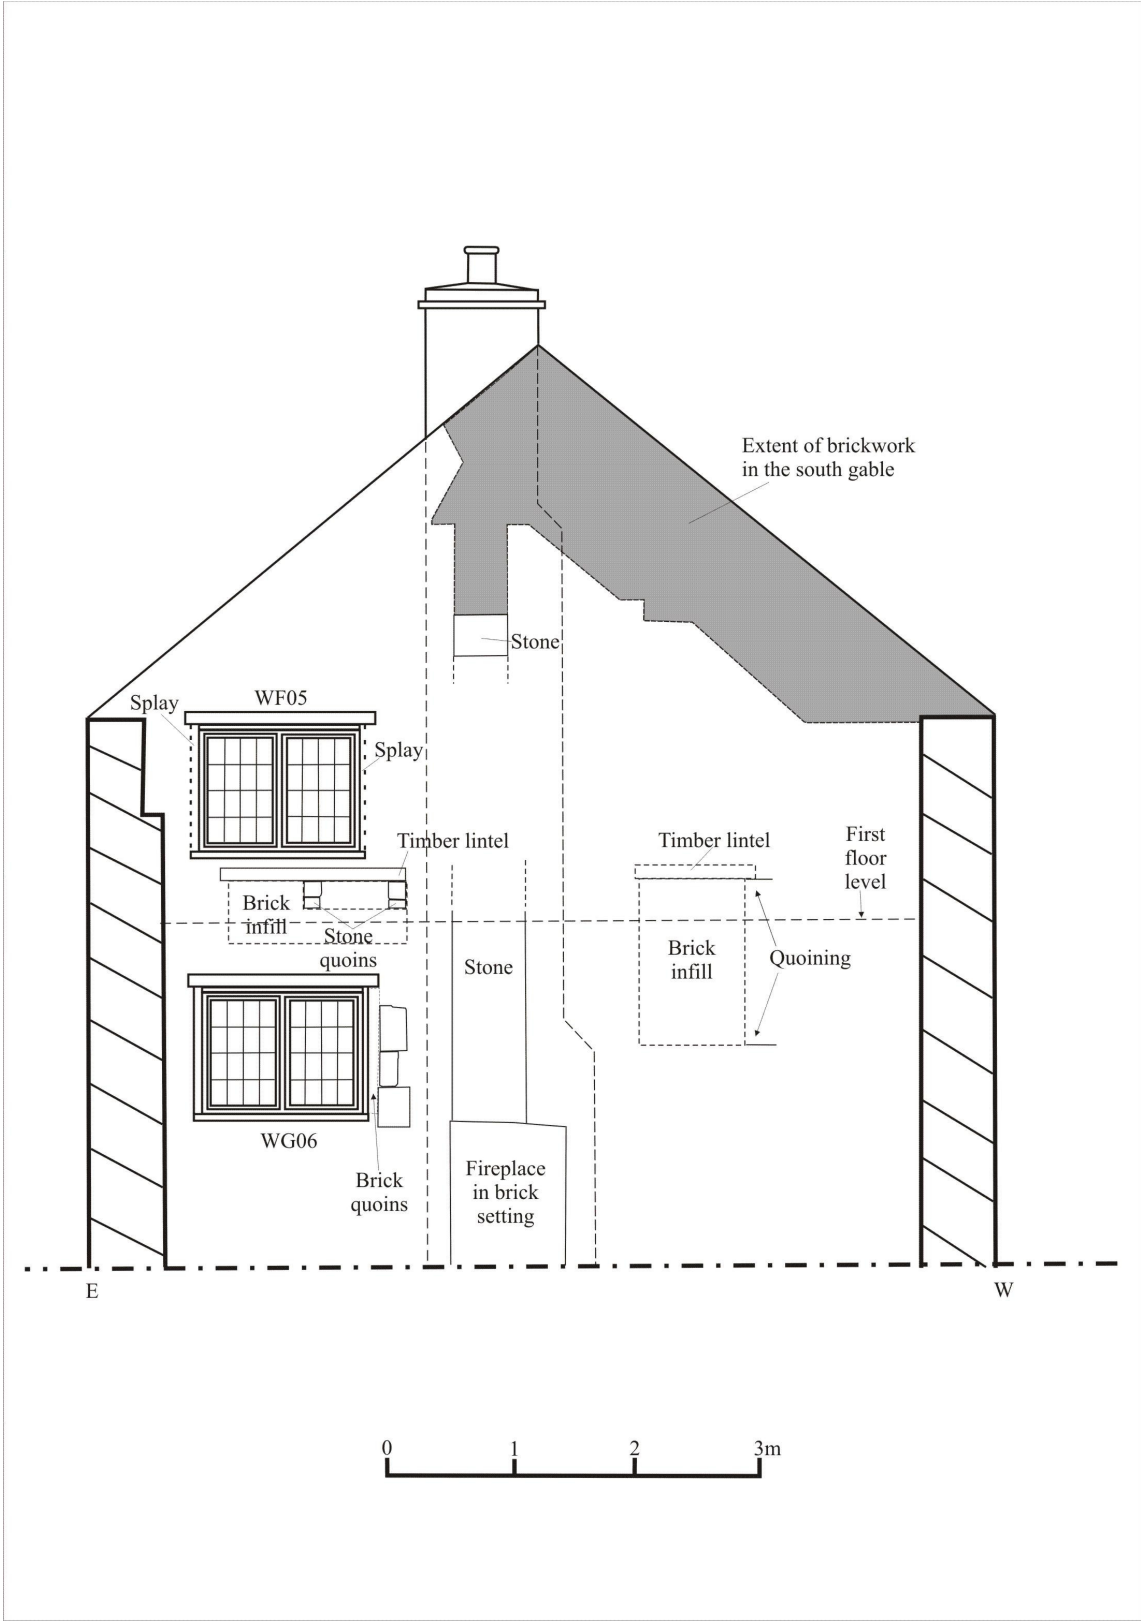 Extent of brickwork
in the south gable
Stone
Splay
WF05
Splay
Timber lintel
Timber lintel
First
floor
level
Brick
infill
Stone
quoins
Stone
Brick
infill
Quoining
WG06
Brick
quoins
Fireplace
in brick
setting
E
W
0
1
2
3m